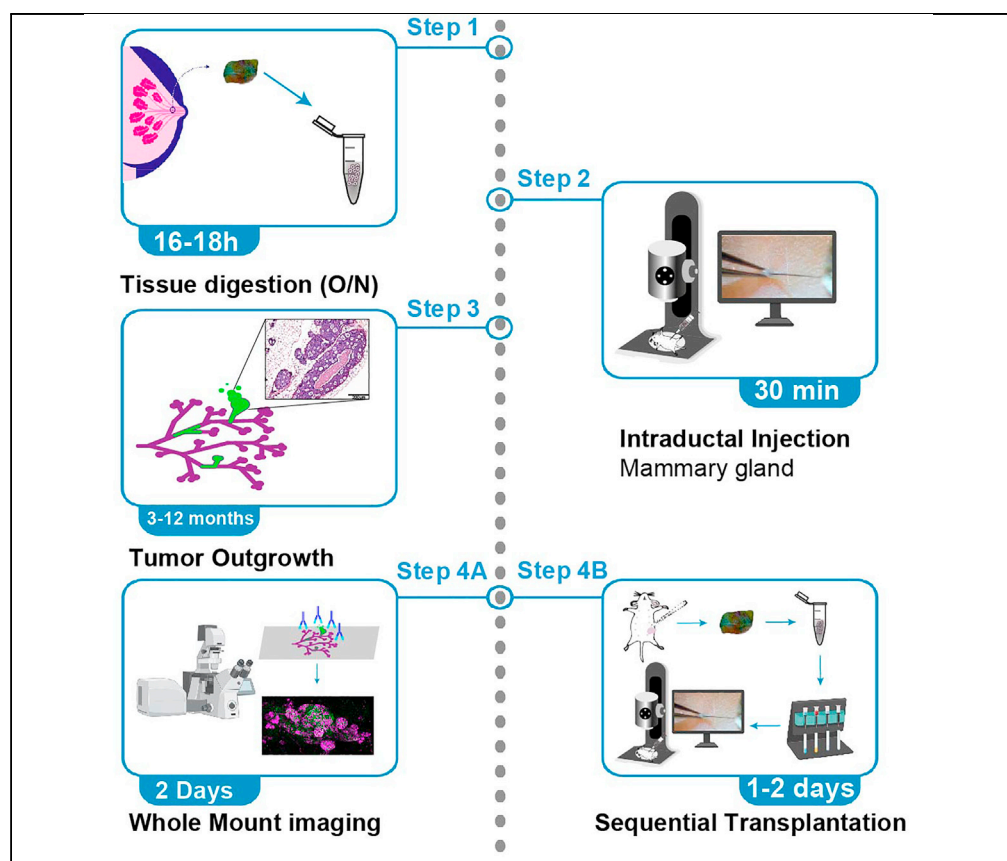 Step 1
16-18h
Tissue digestion (O/N)
Step 2
30 min
Intraductal Injection
Mammary gland
Step 3
3-12 months
Tumor Outgrowth
Step 4A
2 Days
Whole Mount imaging
Step 4B
1-2 days
Sequential Transplantation